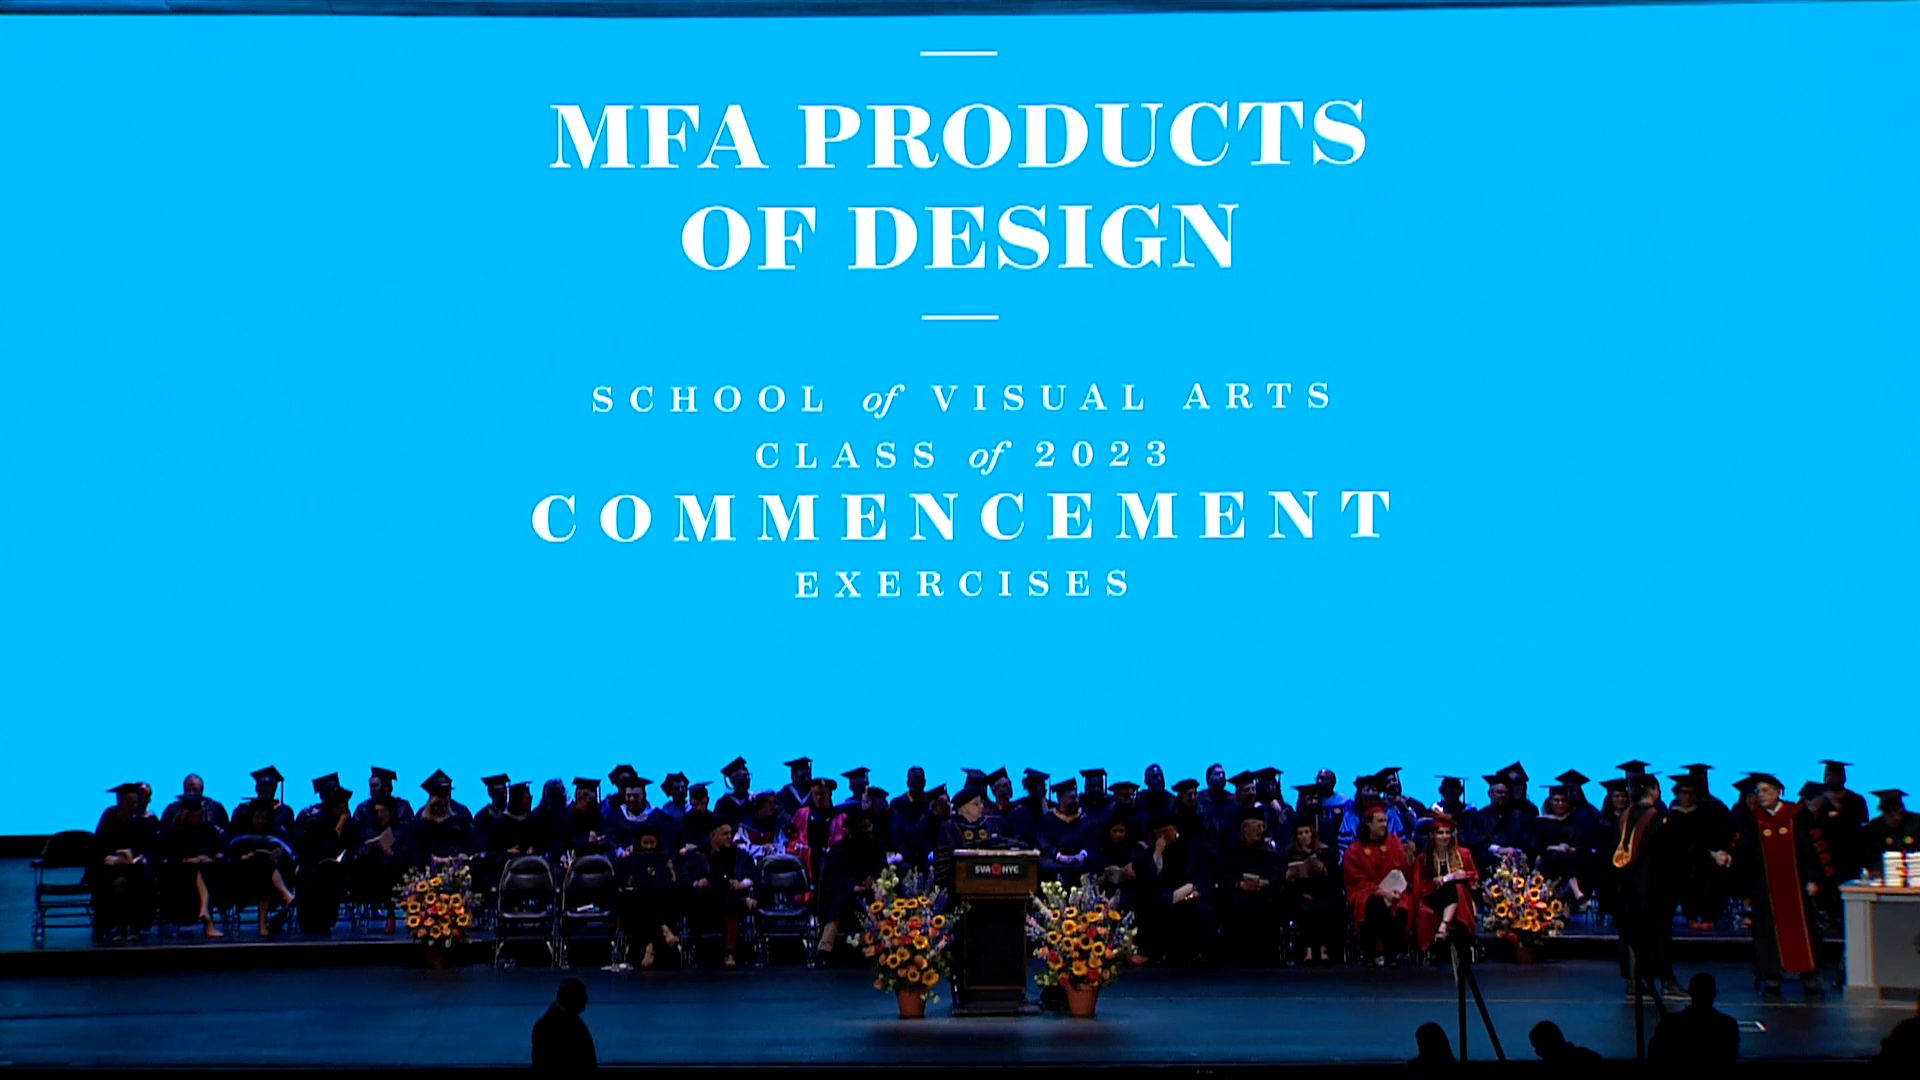 MFA PRODUCTS
OF DESIGN
SCHOOL of VISUAL ARTS
CLASS of 2023
COMMENCEMENT
EXERCISES
SVA NYC